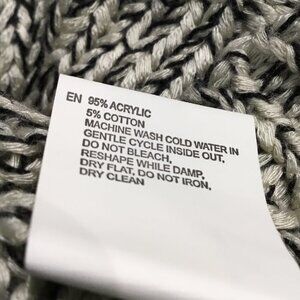 EN 95% ACRYLIC
5% COTTON
MACHINE WASH COLD WATER IN
GENTLE CYCLE INSIDE OUT,
DO NOT BLEACH,
RESHAPE WHILE DAMP,
DRY FLAT, DO NOT IRON,
DRY CLEAN